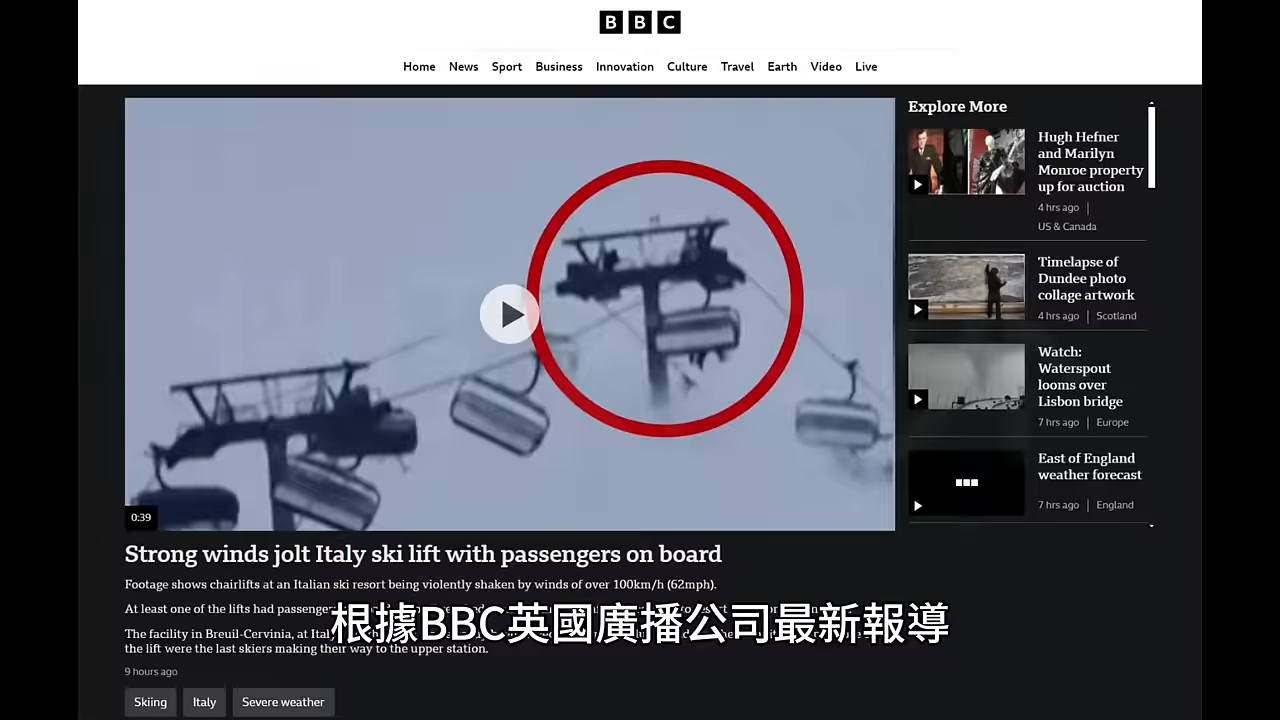 BBC
Home News Sport Business Innovation Culture Travel Earth Video Live
0:39
Strong winds jolt Italy ski lift with passengers on board
Footage shows chairlifts at an Italian ski resort being violently shaken by winds of over 100km/h (62mph).
At least one of the lifts had
根據BBC英國廣播公司最新報導
The facility in Breuil-Cervinia, at
the lift were the last skiers making their way to the upper station.
9 hours ago
Skiing Italy Severe weather
Explore More
Hugh Hefner
and Marilyn
Monroe property
up for auction
4 hrs ago
US & Canada
Timelapse of
Dundee photo
collage artwork
4 hrs ago Scotland
Watch:
Waterspout
looms over
Lisbon bridge
7 hrs ago Europe
East of England
weather forecast
7 hrs ago England